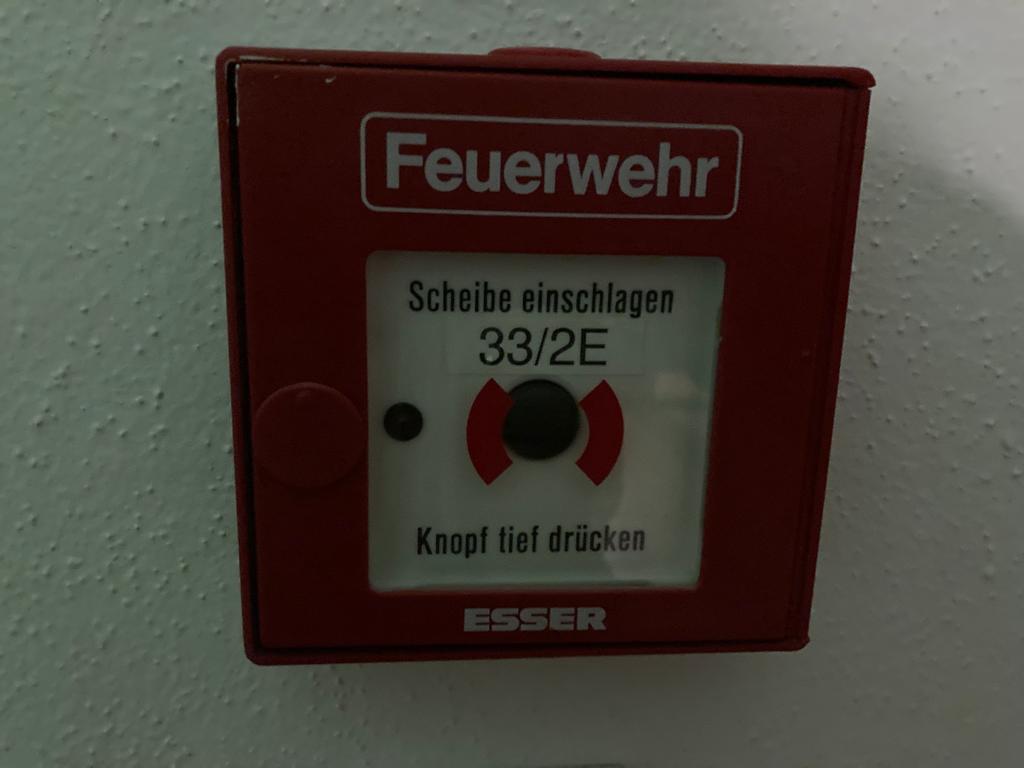 Feuerwehr
Scheibe einschlagen
33/2E
Knopf tief drücken
ESSER